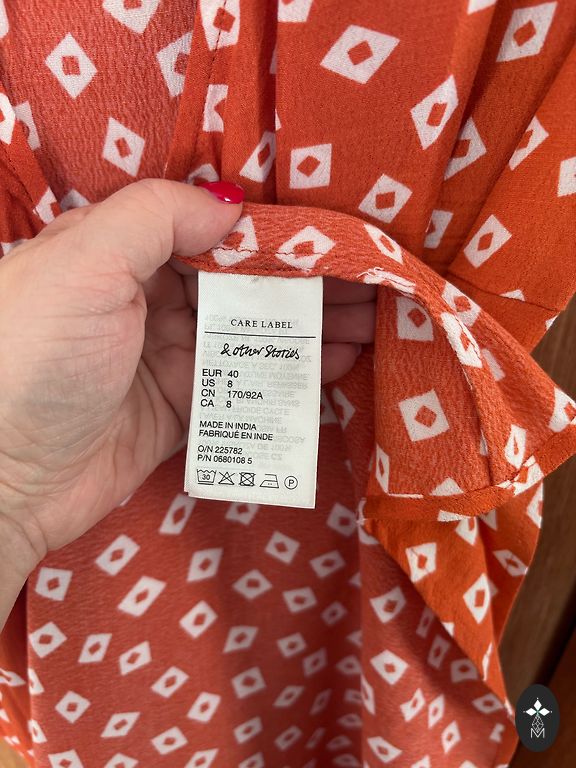 CARE LABEL
& other Stories
EUR 40
US 8
CN 170/92A
CA 8
MADE IN INDIA
FABRIQUÉ EN INDE
O/N 225782
P/N 0680108 5
30 P
M